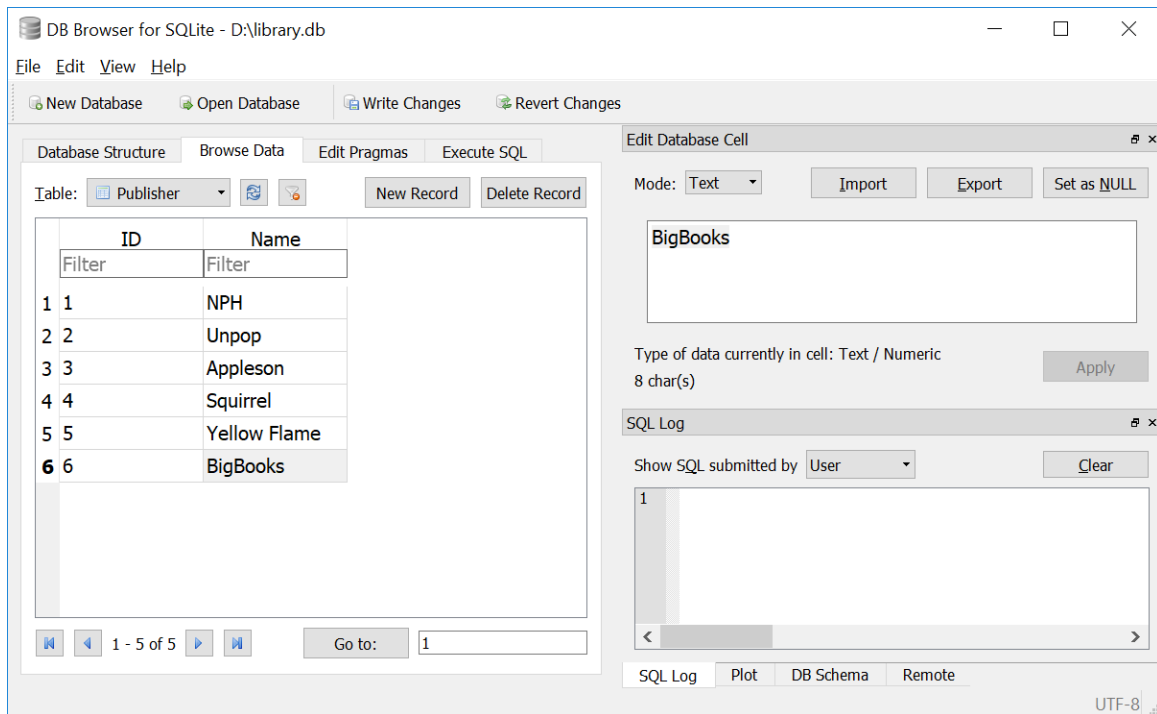 DB Browser for SQLite - D:\library.db
File Edit View Help
New Database Open Database Write Changes Revert Changes
Database Structure Browse Data Edit Pragmas Execute SQL
Table: Publisher New Record Delete Record
ID Name
Filter Filter
1 1 NPH
2 2 Unpop
3 3 Appleson
4 4 Squirrel
5 5 Yellow Flame
6 6 BigBooks
1 - 5 of 5 Go to: 1
Edit Database Cell
Mode: Text Import Export Set as NULL
BigBooks
Type of data currently in cell: Text / Numeric
8 char(s)
Apply
SQL Log
Show SQL submitted by User Clear
1
SQL Log Plot DB Schema Remote
UTF-8